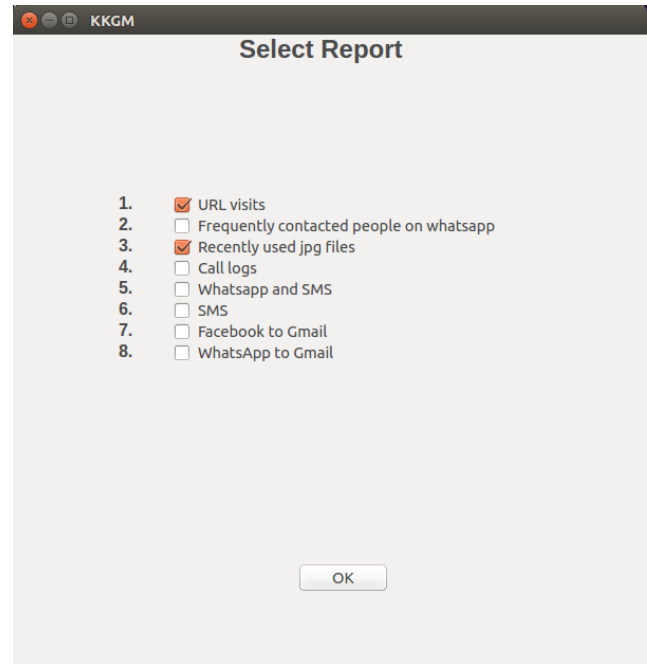 KKGM
Select Report
1. URL visits
2. Frequently contacted people on whatsapp
3. Recently used jpg files
4. Call logs
5. Whatsapp and SMS
6. SMS
7. Facebook to Gmail
8. WhatsApp to Gmail
OK